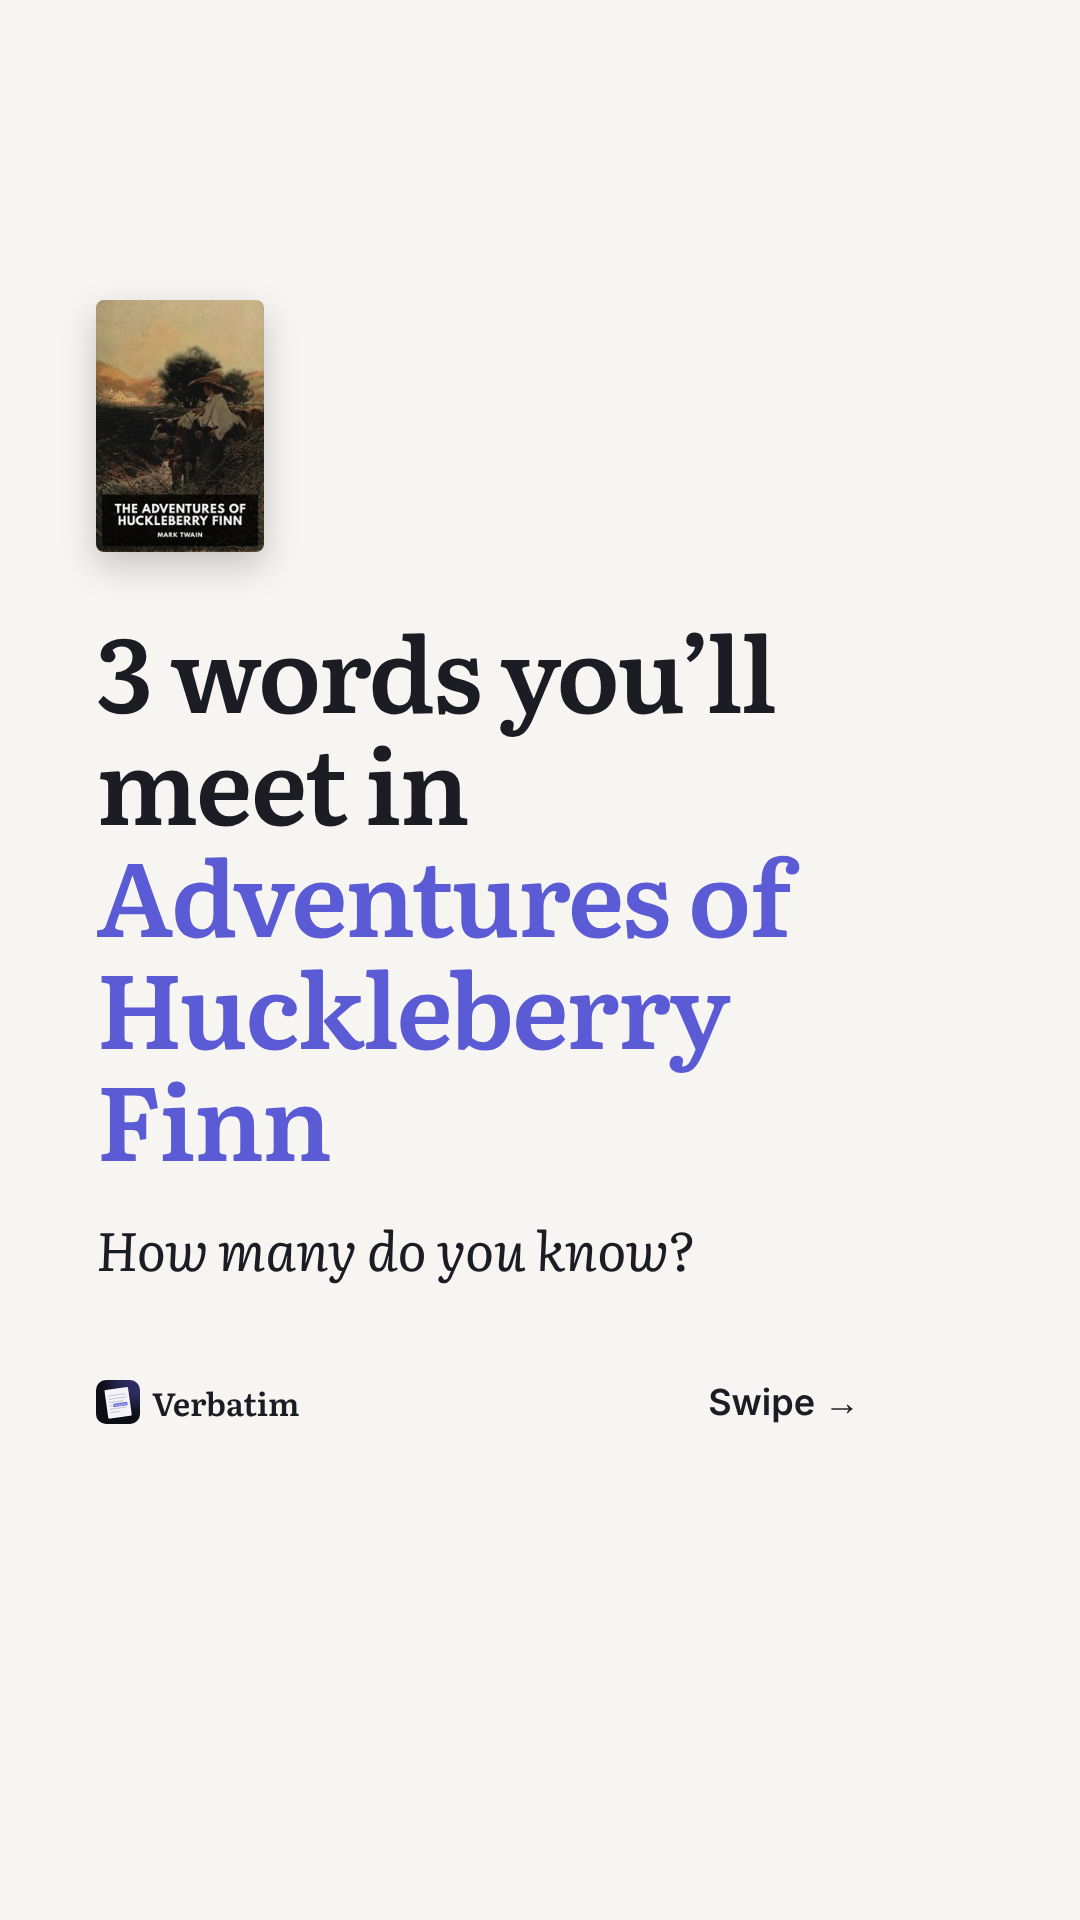 THE ADVENTURES OF
HUCKLEBERRY FINN
MARK TWAIN
3 words you’ll
meet in
Adventures of
Huckleberry
Finn
How many do you know?
Verbatim
Swipe →